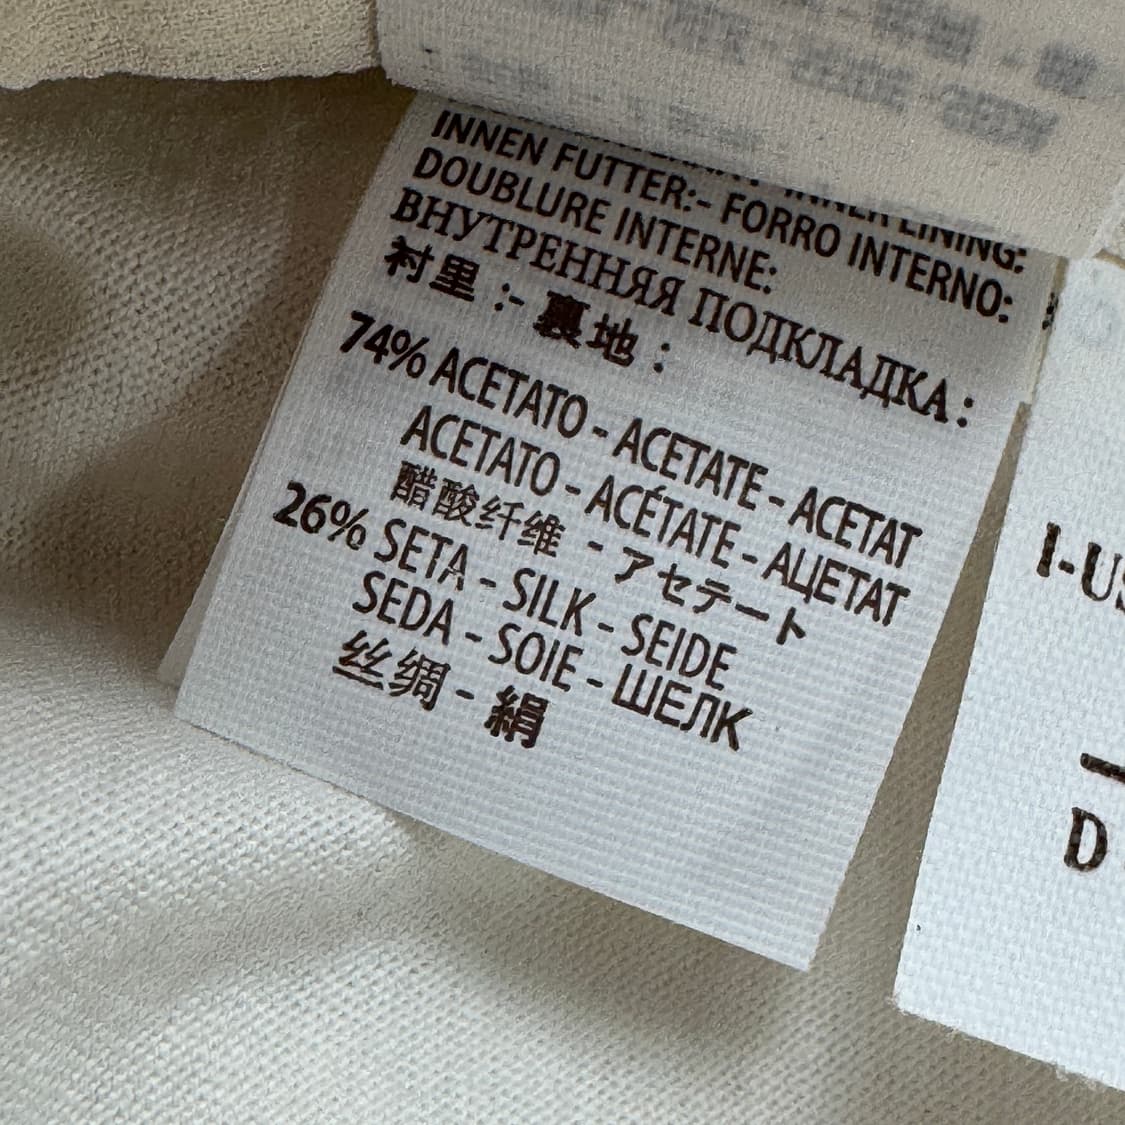 INNER LINING:
INNEN FUTTER:- FORRO INTERNO:
DOUBLURE INTERNE:
ВНУТРЕННЯЯ ПОДКЛАДКА:
衬里:- 裏地:
74% ACETATO - ACETATE - ACETAT
ACETATO - ACÉTATE - АЦЕТАТ
醋酸纤维 - アセテート
26% SETA - SILK - SEIDE
SEDA - SOIE - ШЕЛК
丝绸 - 絹
D